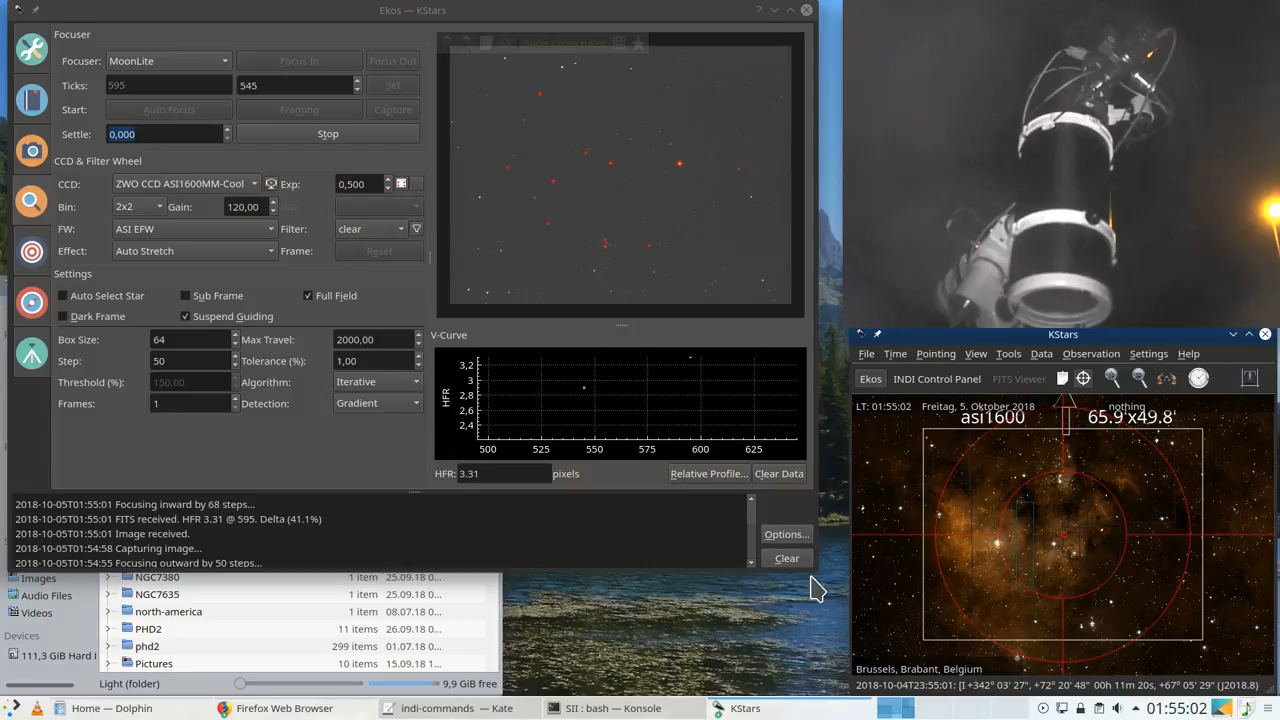 Ekos — KStars
Focuser
Focuser: MoonLite Focus In Focus Out
Ticks: 595 545 Set
Start: Auto Focus Framing Capture
Settle: 0,000 Stop
CCD & Filter Wheel
CCD: ZWO CCD ASI1600MM-Cool Exp: 0,500
Bin: 2x2 Gain: 120,00 ISO
FW: ASI EFW Filter: clear
Effect: Auto Stretch Frame: Reset
Settings
Auto Select Star Sub Frame Full Field
Dark Frame Suspend Guiding
Box Size: 64 Max Travel: 2000,00
Step: 50 Tolerance (%): 1,00
Threshold (%): 150,00 Algorithm: Iterative
Frames: 1 Detection: Gradient
Show Cross Hairs
V-Curve
HFR
3,2
3
2,8
2,6
2,4
500 525 550 575 600 625
HFR: 3.31 pixels Relative Profile... Clear Data
2018-10-05T01:55:01 Focusing inward by 68 steps...
2018-10-05T01:55:01 FITS received. HFR 3.31 @ 595. Delta (41.1%)
2018-10-05T01:55:01 Image received.
2018-10-05T01:54:58 Capturing image...
2018-10-05T01:54:55 Focusing outward by 50 steps...
Options...
Clear
Images
Audio Files
Videos
Devices
111,3 GiB Hard
NGC7380 1 item 25.09.18 0...
NGC7635 1 item 25.09.18 0...
north-america 1 item 08.07.18 0...
PHD2 11 items 26.09.18 0...
phd2 299 items 01.07.18 0...
Pictures 10 items 15.09.18 1...
Light (folder) 9,9 GiB free
KStars
File Time Pointing View Tools Data Observation Settings Help
Ekos INDI Control Panel FITS Viewer
LT: 01:55:02 Freitag, 5. Oktober 2018 nothing
asi1600 65.9'x49.8'
Brussels, Brabant, Belgium
2018-10-04T23:55:01: [I +342° 03' 27", +72° 20' 48" 00h 11m 20s, +67° 05' 29" (J2018.8)
Home — Dolphin Firefox Web Browser indi-commands — Kate SII : bash — Konsole KStars 01:55:02